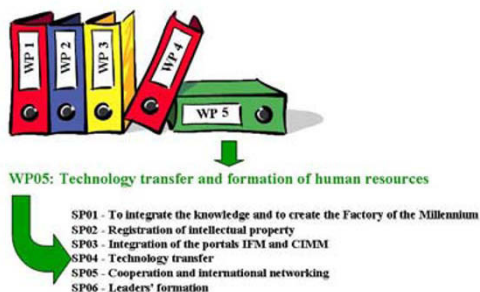 WP 1
WP 2
WP 3
WP 4
WP 5
WP05: Technology transfer and formation of human resources
SP01 - To integrate the knowledge and to create the Factory of the Millennium
SP02 - Registration of intellectual property
SP03 - Integration of the portals IFM and CIMM
SP04 - Technology transfer
SP05 - Cooperation and international networking
SP06 - Leaders' formation